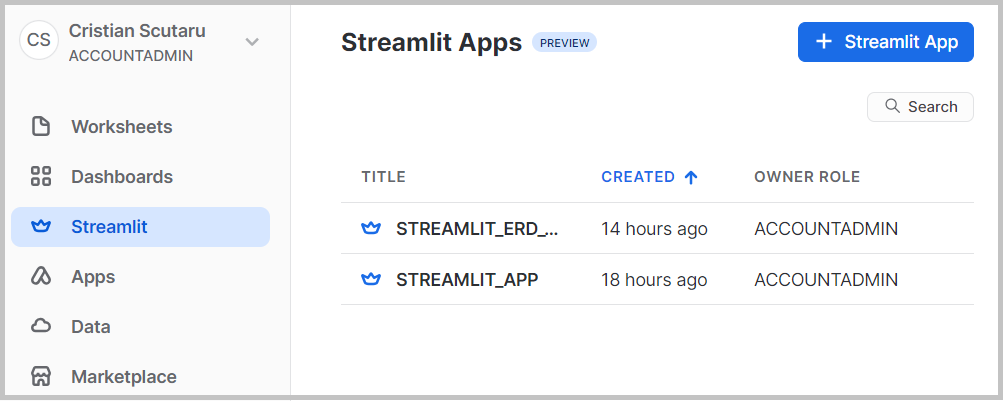 CS
Cristian Scutaru
ACCOUNTADMIN
Worksheets
Dashboards
Streamlit
Apps
Data
Marketplace
Streamlit Apps PREVIEW
+ Streamlit App
Search
TITLE CREATED ↑ OWNER ROLE
STREAMLIT_ERD_... 14 hours ago ACCOUNTADMIN
STREAMLIT_APP 18 hours ago ACCOUNTADMIN